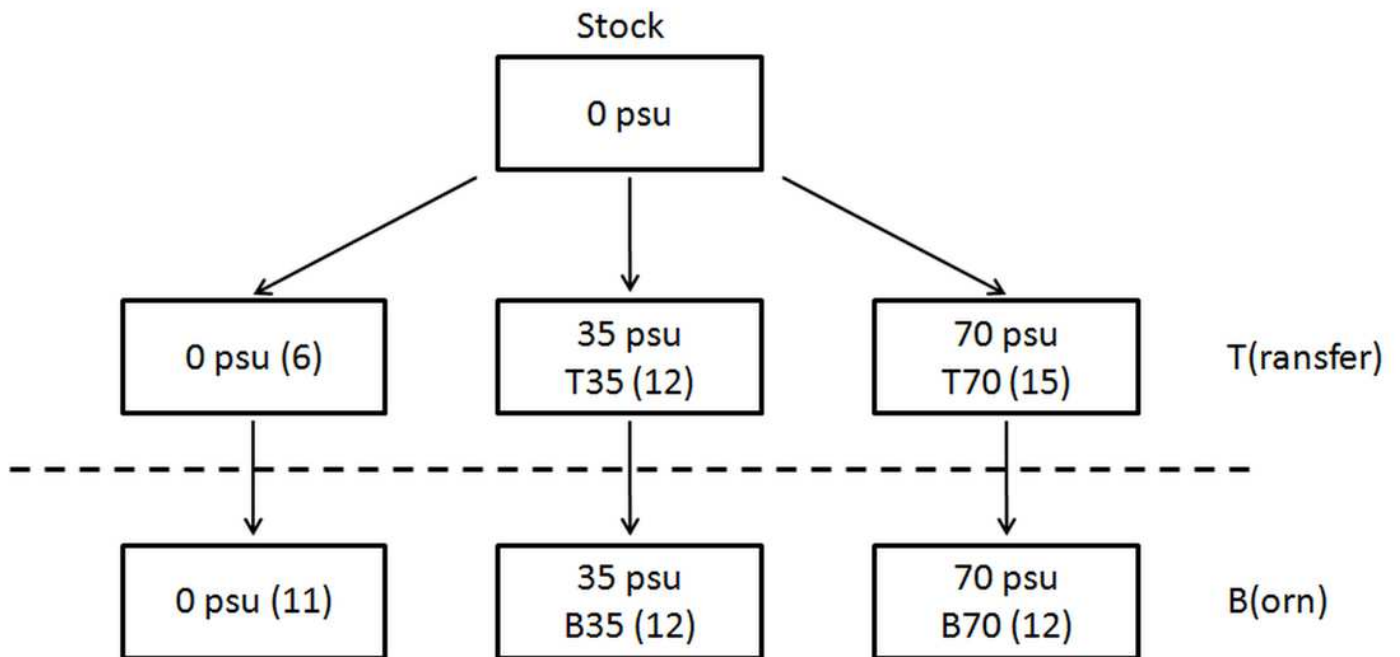 Stock
0 psu
0 psu (6)
35 psu
T35 (12)
70 psu
T70 (15)
T(ransfer)
0 psu (11)
35 psu
B35 (12)
70 psu
B70 (12)
B(orn)